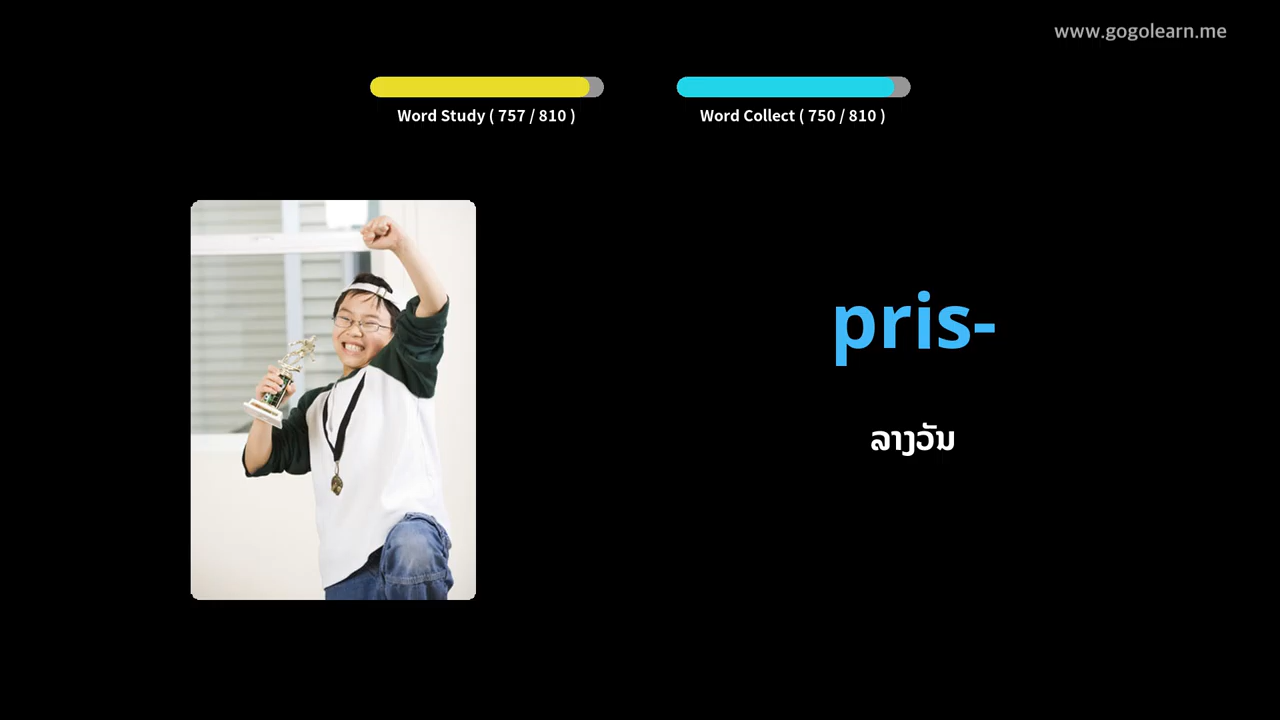 www.gogolearn.me
Word Study ( 757 / 810 )
Word Collect ( 750 / 810 )
pris-
ລາງວັນ